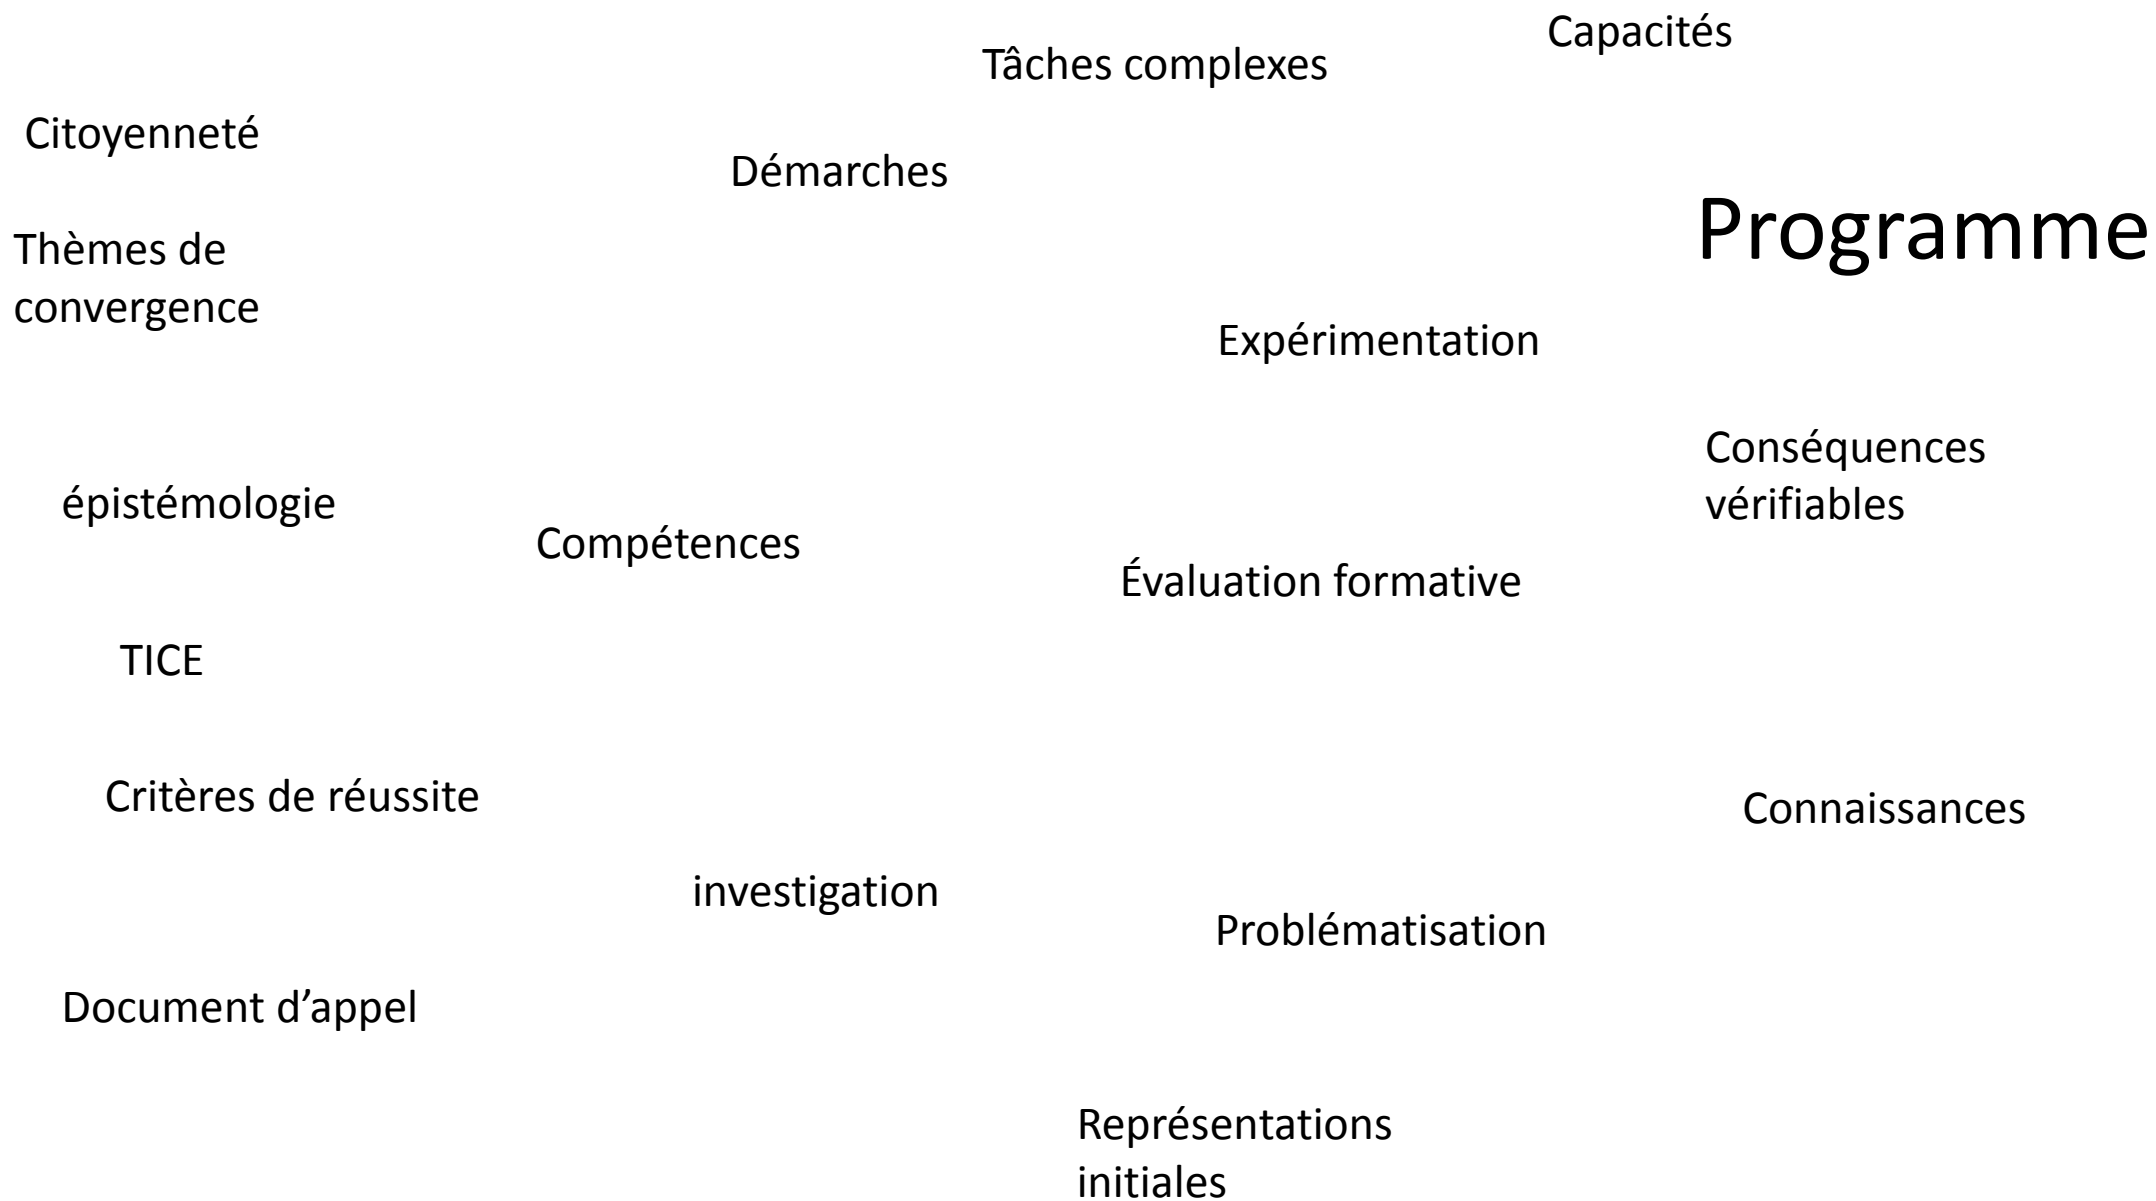 Capacités
Tâches complexes
Citoyenneté
Démarches
Programme
Thèmes de
convergence
Expérimentation
Conséquences
vérifiables
épistémologie
Compétences
Évaluation formative
TICE
Critères de réussite
Connaissances
investigation
Problématisation
Document d’appel
Représentations
initiales